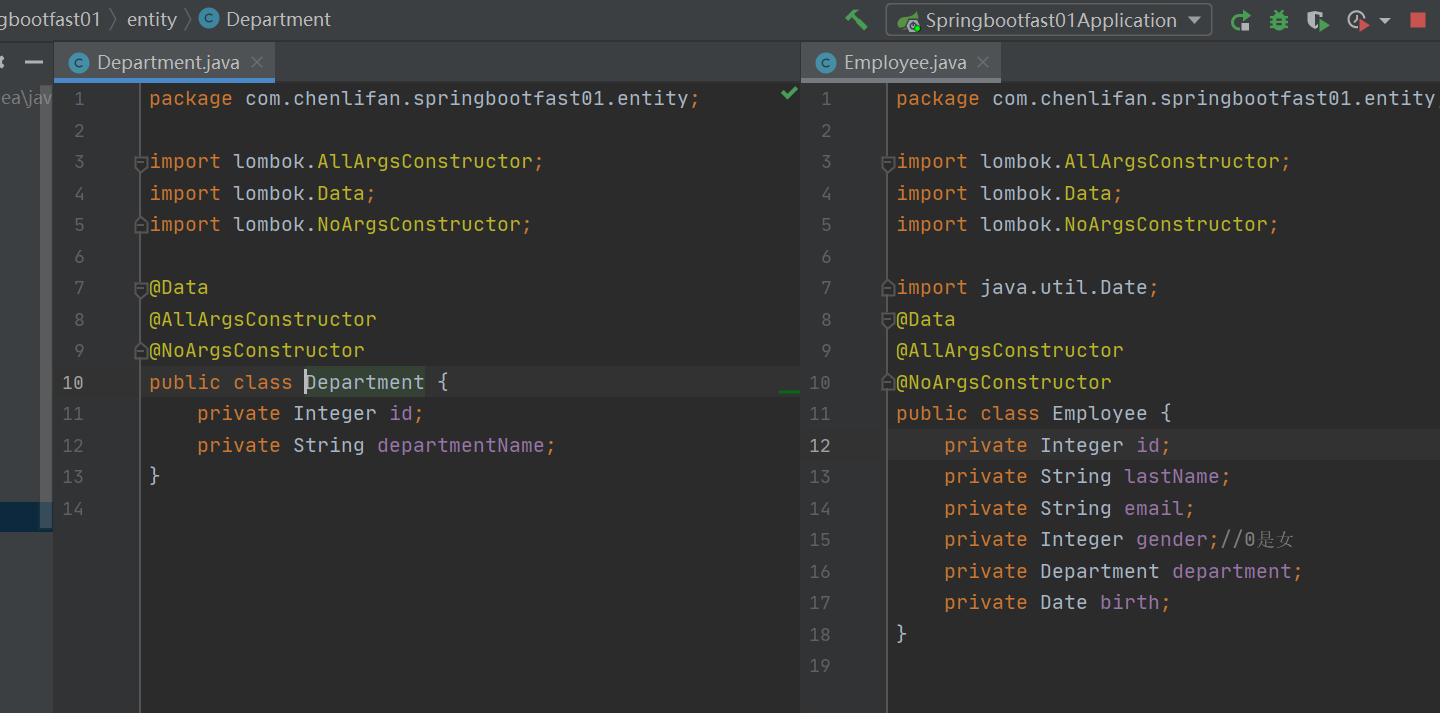 gbootfast01 〉 entity 〉 Department
Springbootfast01Application
Department.java
Employee.java
ea\jav
1 package com.chenlifan.springbootfast01.entity;
2
3 import lombok.AllArgsConstructor;
4 import lombok.Data;
5 import lombok.NoArgsConstructor;
6
7 @Data
8 @AllArgsConstructor
9 @NoArgsConstructor
10 public class Department {
11 private Integer id;
12 private String departmentName;
13 }
14
1 package com.chenlifan.springbootfast01.entity
2
3 import lombok.AllArgsConstructor;
4 import lombok.Data;
5 import lombok.NoArgsConstructor;
6
7 import java.util.Date;
8 @Data
9 @AllArgsConstructor
10 @NoArgsConstructor
11 public class Employee {
12 private Integer id;
13 private String lastName;
14 private String email;
15 private Integer gender;//0是女
16 private Department department;
17 private Date birth;
18 }
19